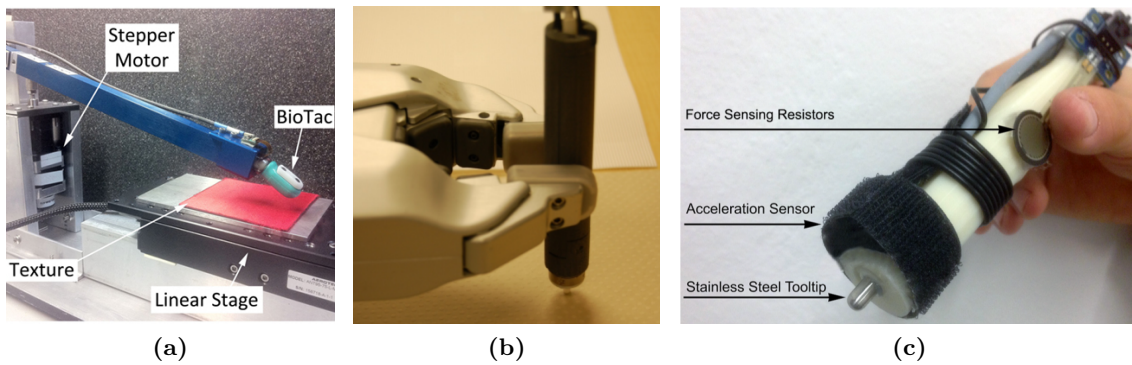 Stepper
Motor
BioTac
Texture
Linear Stage
Force Sensing Resistors
Acceleration Sensor
Stainless Steel Tooltip
(a)
(b)
(c)